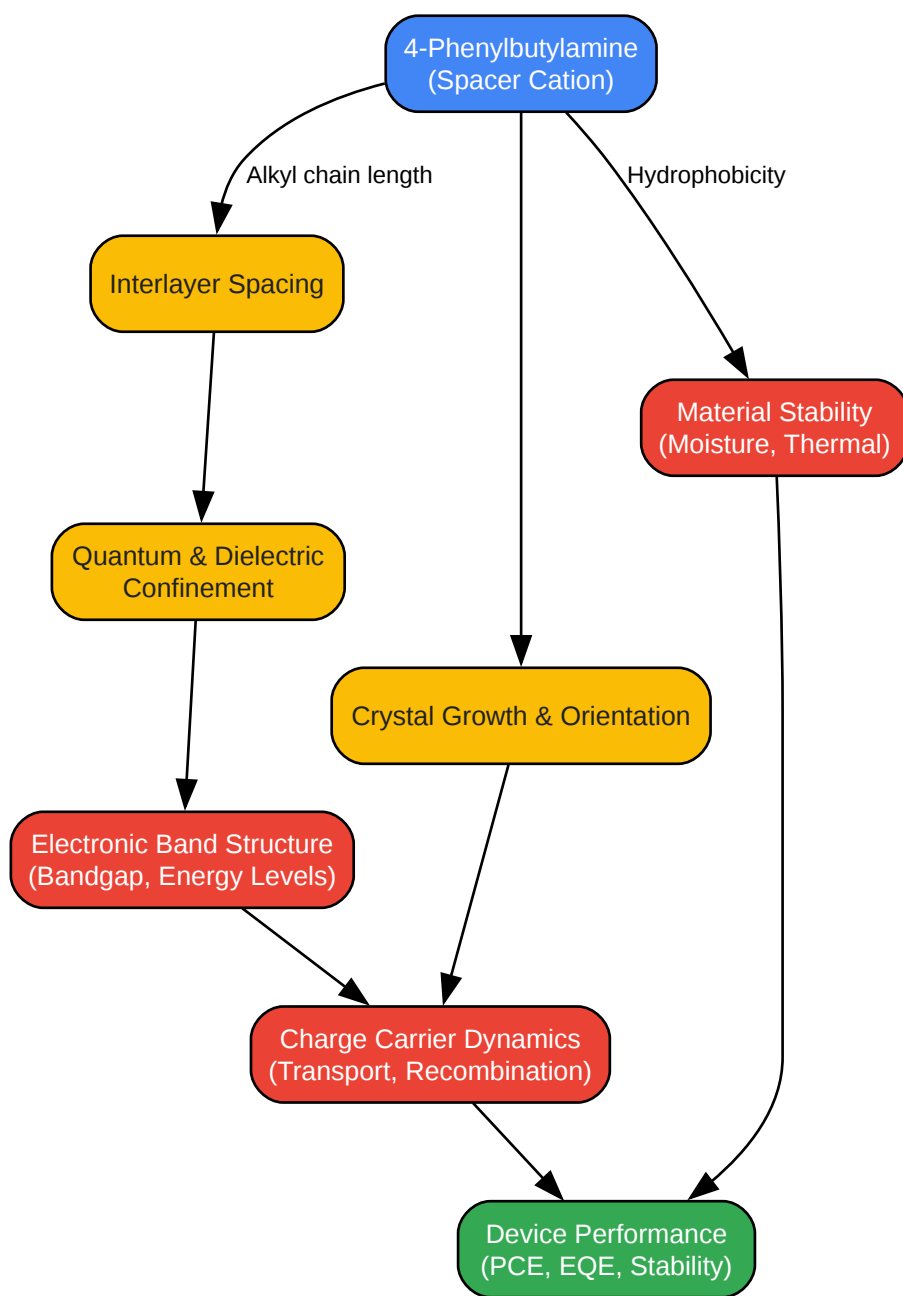 4-Phenylbutylamine
(Spacer Cation)
Alkyl chain length
Hydrophobicity
Interlayer Spacing
Material Stability
(Moisture, Thermal)
Quantum & Dielectric
Confinement
Crystal Growth & Orientation
Electronic Band Structure
(Bandgap, Energy Levels)
Charge Carrier Dynamics
(Transport, Recombination)
Device Performance
(PCE, EQE, Stability)